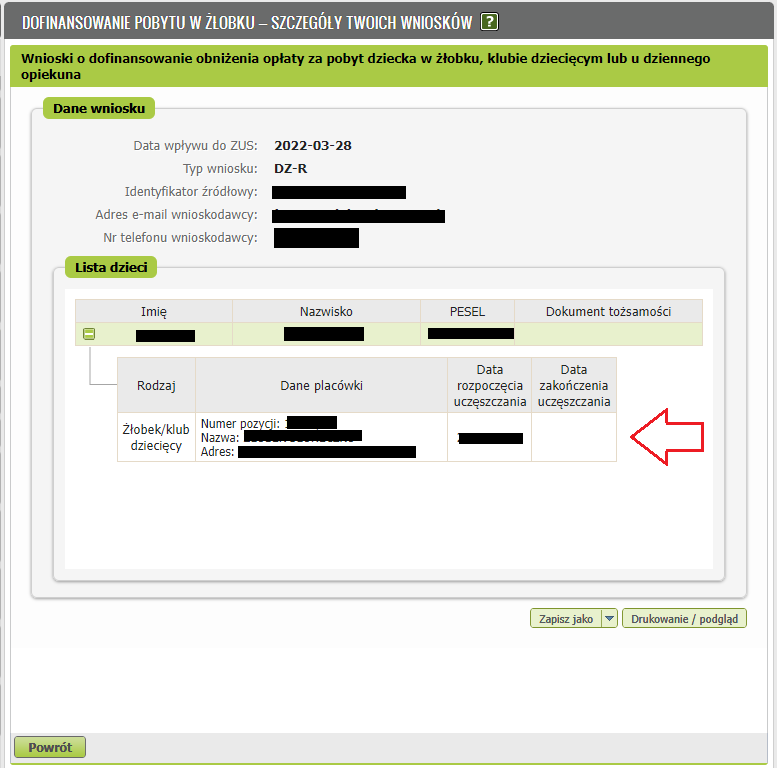 DOFINANSOWANIE POBYTU W ŻŁOBKU – SZCZEGÓŁY TWOICH WNIOSKÓW ?
Wnioski o dofinansowanie obniżenia opłaty za pobyt dziecka w żłobku, klubie dziecięcym lub u dziennego
opiekuna
Dane wniosku
Data wpływu do ZUS: 2022-03-28
Typ wniosku: DZ-R
Identyfikator źródłowy:
Adres e-mail wnioskodawcy:
Nr telefonu wnioskodawcy:
Lista dzieci
Imię Nazwisko PESEL Dokument tożsamości
Rodzaj Dane placówki Data rozpoczęcia uczęszczania Data zakończenia uczęszczania
Żłobek/klub dziecięcy
Numer pozycji:
Nazwa:
Adres:
Zapisz jako Drukowanie / podgląd
Powrót